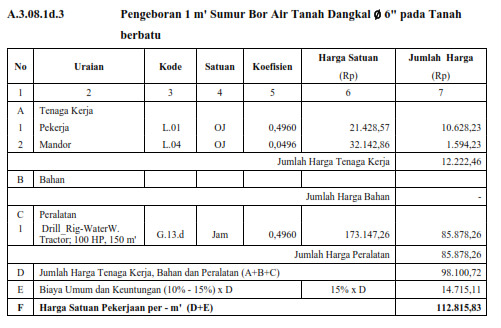 A.3.08.1d.3 Pengeboran 1 m' Sumur Bor Air Tanah Dangkal Ø 6" pada Tanah
berbatu
No Uraian Kode Satuan Koefisien Harga Satuan (Rp) Jumlah Harga (Rp)
1 2 3 4 5 6 7
A Tenaga Kerja
1 Pekerja L.01 OJ 0,4960 21.428,57 10.628,23
2 Mandor L.04 OJ 0,0496 32.142,86 1.594,23
Jumlah Harga Tenaga Kerja 12.222,46
B Bahan
Jumlah Harga Bahan -
C Peralatan
1 Drill_Rig-WaterW. Tractor; 100 HP, 150 m' G.13.d Jam 0,4960 173.147,26 85.878,26
Jumlah Harga Peralatan 85.878,26
D Jumlah Harga Tenaga Kerja, Bahan dan Peralatan (A+B+C) 98.100,72
E Biaya Umum dan Keuntungan (10% - 15%) x D 15% x D 14.715,11
F Harga Satuan Pekerjaan per - m' (D+E) 112.815,83